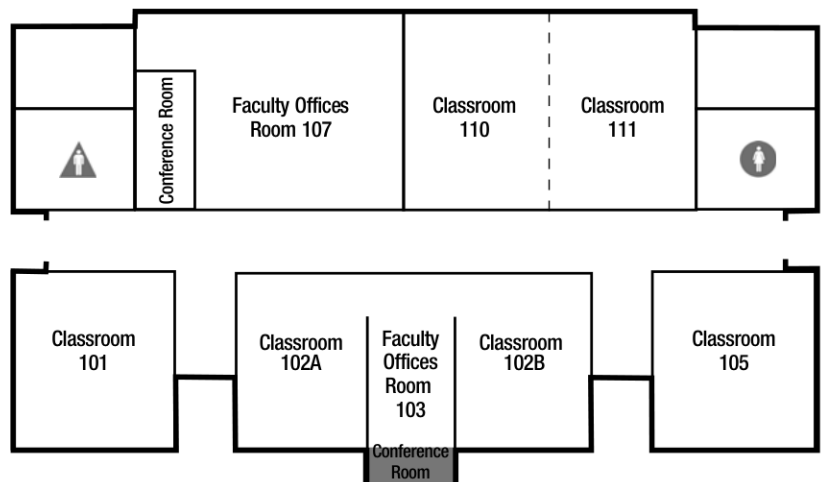 Conference Room
Faculty Offices
Room 107
Classroom
110
Classroom
111
Classroom
101
Classroom
102A
Faculty
Offices
Room
103
Classroom
102B
Classroom
105
Conference
Room